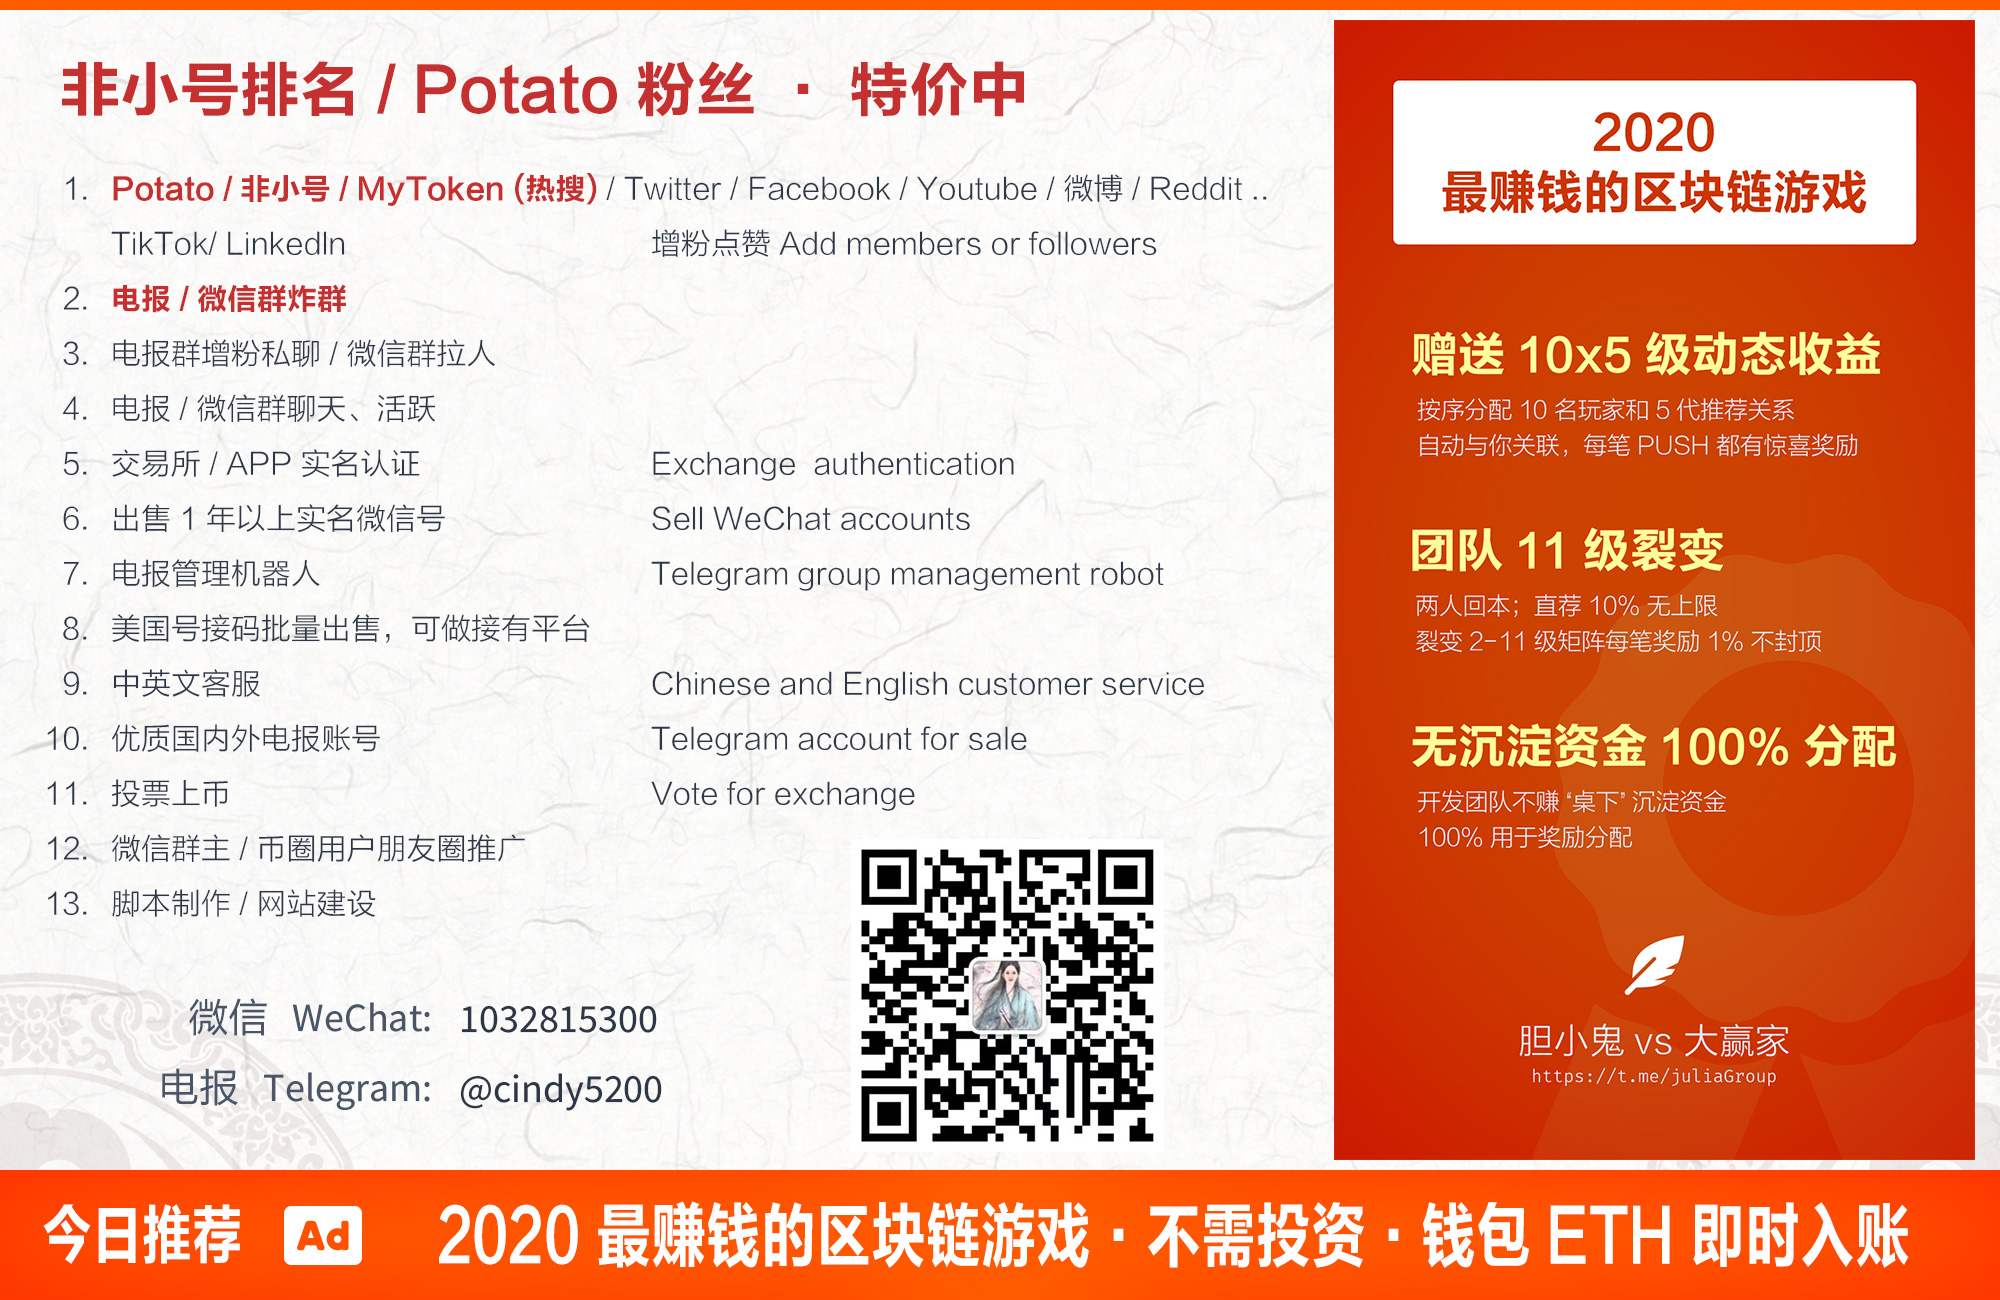 非小号排名 / Potato 粉丝 · 特价中
1. Potato / 非小号 / MyToken (热搜) / Twitter / Facebook / Youtube / 微博 / Reddit ..
TikTok/ LinkedIn 增粉点赞 Add members or followers
2. 电报 / 微信群炸群
3. 电报群增粉私聊 / 微信群拉人
4. 电报 / 微信群聊天、活跃
5. 交易所 / APP 实名认证 Exchange authentication
6. 出售 1 年以上实名微信号 Sell WeChat accounts
7. 电报管理机器人 Telegram group management robot
8. 美国号接码批量出售，可做接有平台
9. 中英文客服 Chinese and English customer service
10. 优质国内外电报账号 Telegram account for sale
11. 投票上币 Vote for exchange
12. 微信群主 / 币圈用户朋友圈推广
13. 脚本制作 / 网站建设
微信 WeChat: 1032815300
电报 Telegram: @cindy5200
2020
最赚钱的区块链游戏
赠送 10x5 级动态收益
按序分配 10 名玩家和 5 代推荐关系
自动与你关联，每笔 PUSH 都有惊喜奖励
团队 11 级裂变
两人回本；直荐 10% 无上限
裂变 2-11 级矩阵每笔奖励 1% 不封顶
无沉淀资金 100% 分配
开发团队不赚 “桌下” 沉淀资金
100% 用于奖励分配
胆小鬼 vs 大赢家
https://t.me/juliaGroup
今日推荐 Ad 2020 最赚钱的区块链游戏 · 不需投资 · 钱包 ETH 即时入账